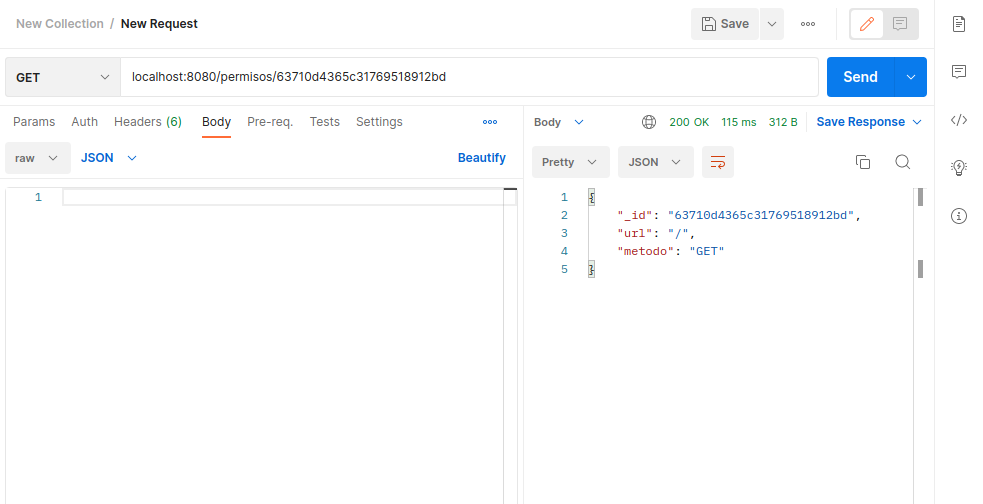 New Collection / New Request
Save
GET
localhost:8080/permisos/63710d4365c31769518912bd
Send
Params Auth Headers (6) Body Pre-req. Tests Settings
raw JSON Beautify
1
Body 200 OK 115 ms 312 B Save Response
Pretty JSON
1 {
2 "_id": "63710d4365c31769518912bd",
3 "url": "/",
4 "metodo": "GET"
5 }